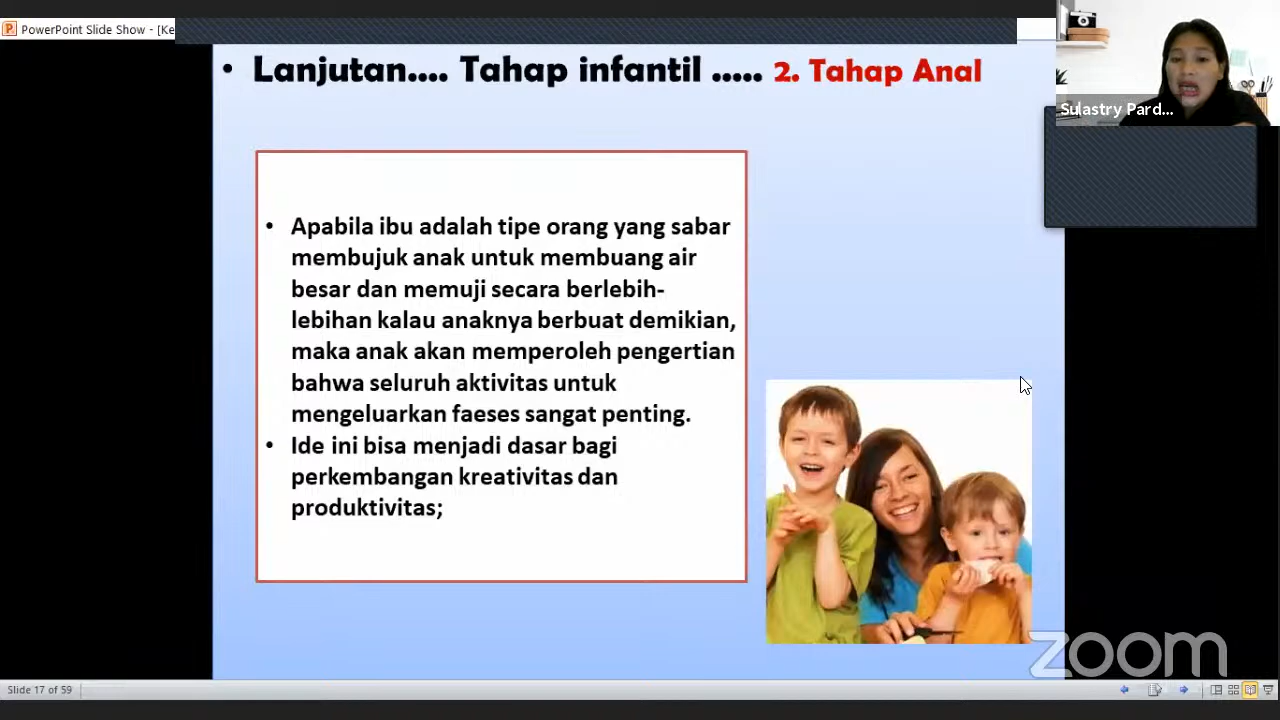 PowerPoint Slide Show - [Ke
• Lanjutan.... Tahap infantil ..... 2. Tahap Anal
Sulastry Pard...
• Apabila ibu adalah tipe orang yang sabar
membujuk anak untuk membuang air
besar dan memuji secara berlebih-
lebihan kalau anaknya berbuat demikian,
maka anak akan memperoleh pengertian
bahwa seluruh aktivitas untuk
mengeluarkan faeses sangat penting.
• Ide ini bisa menjadi dasar bagi
perkembangan kreativitas dan
produktivitas;
zoom
Slide 17 of 59